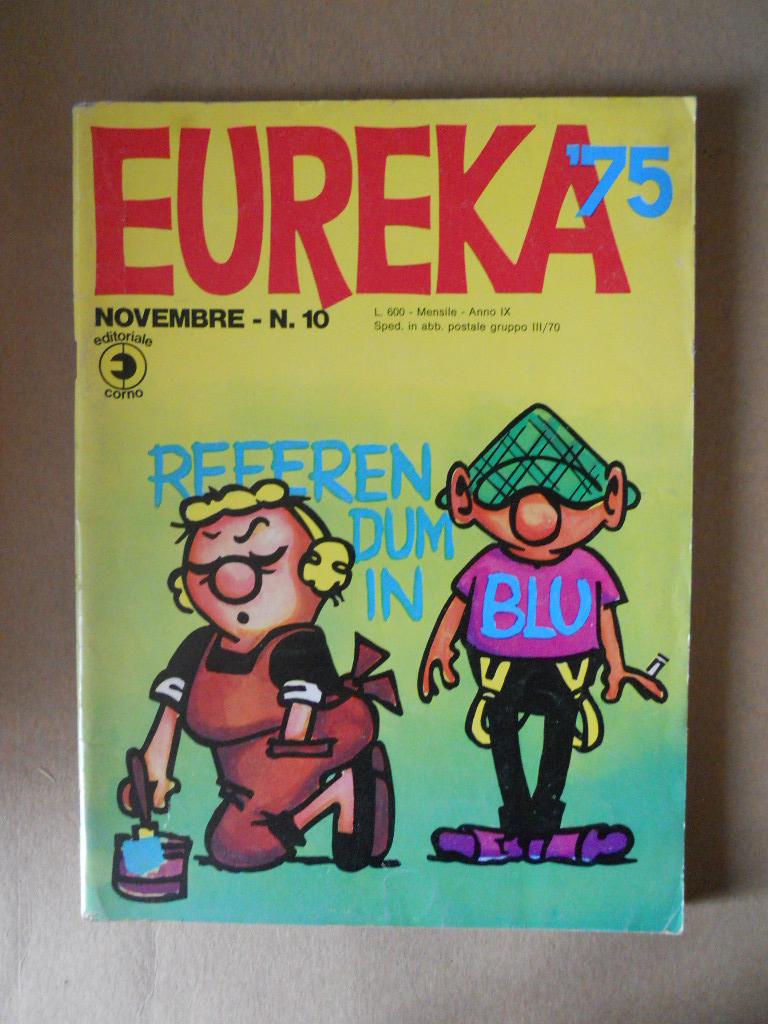 EUREKA '75
NOVEMBRE - N. 10
L. 600 - Mensile - Anno IX
Sped. in abb. postale gruppo III/70
editoriale
corno
REFEREN
DUM
IN
BLU